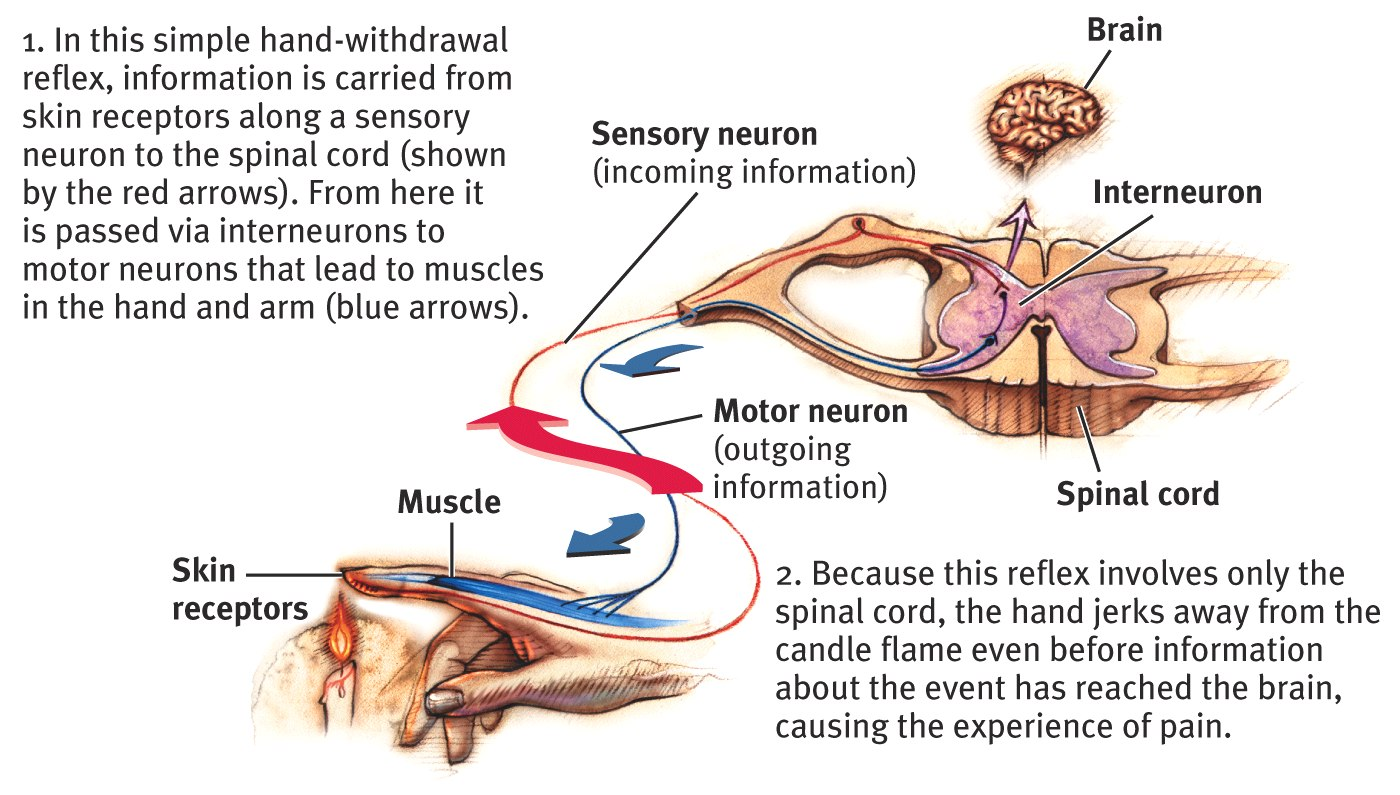 1. In this simple hand-withdrawal
reflex, information is carried from
skin receptors along a sensory
neuron to the spinal cord (shown
by the red arrows). From here it
is passed via interneurons to
motor neurons that lead to muscles
in the hand and arm (blue arrows).
Brain
Sensory neuron
(incoming information)
Interneuron
Motor neuron
(outgoing
information)
Spinal cord
Muscle
Skin
receptors
2. Because this reflex involves only the
spinal cord, the hand jerks away from the
candle flame even before information
about the event has reached the brain,
causing the experience of pain.